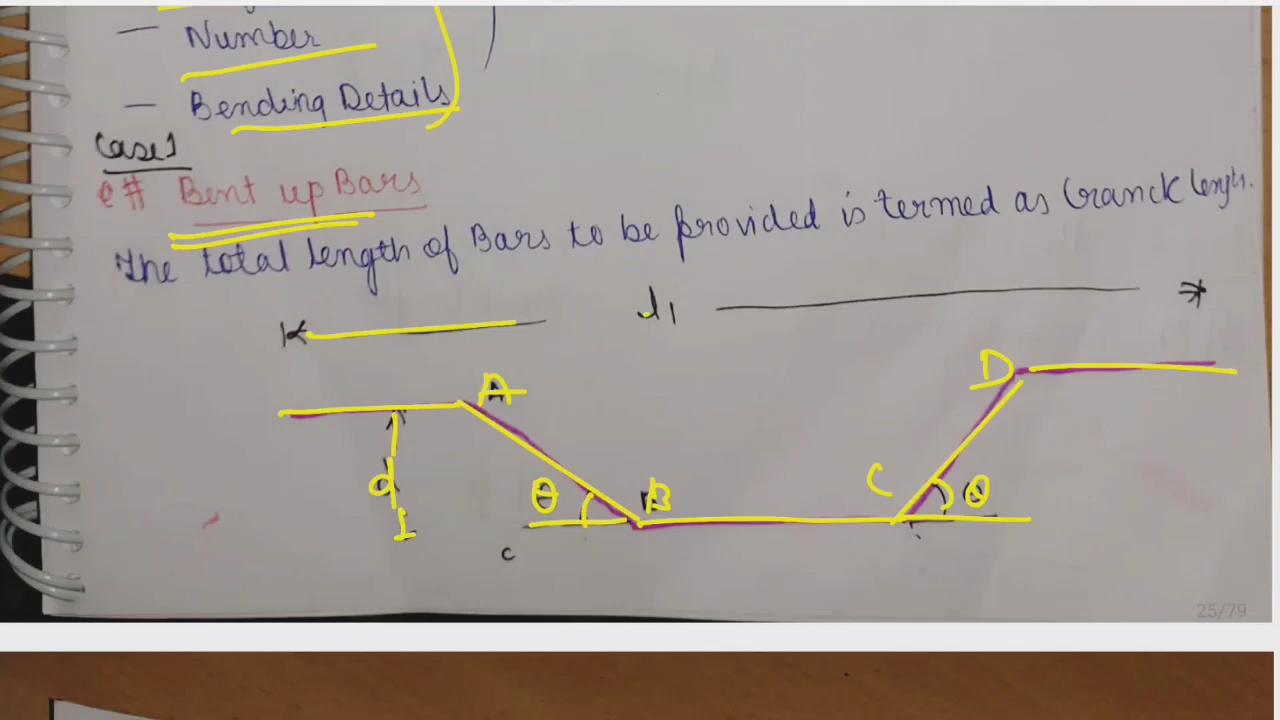 — Number
— Bending Details
Case1
e# Bent up Bars
The total length of Bars to be provided is termed as Cranck length.
l1
A
D
d
θ
B
C
θ
c
25/79